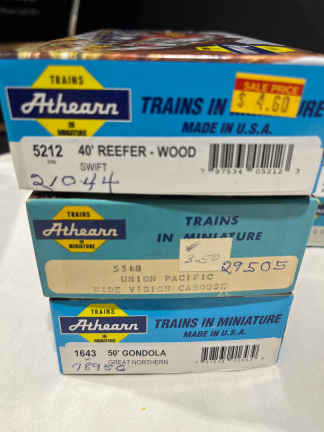 TRAINS
Athearn
IN MINIATURE
TRAINS IN MINIATURE
MADE IN U.S.A.
SALE PRICE
$ 4.60
5212 40' REEFER - WOOD
SWIFT
21044
TRAINS
Athearn
IN MINIATURE
TRAINS
IN MINIATURE
3.50
29505
UNION PACIFIC
WIDE VISION CABOOSE
TRAINS
Athearn
IN MINIATURE
TRAINS IN MINIATURE
MADE IN U.S.A.
1643 50' GONDOLA
GREAT NORTHERN